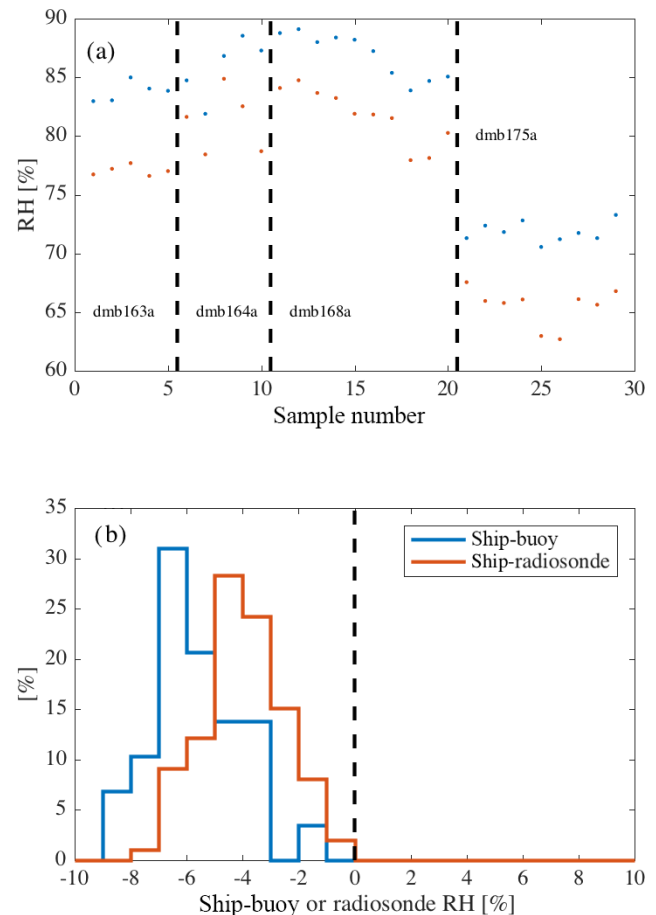 (a)
90
85
80
75
70
65
60
RH [%]
dmb163a
dmb164a
dmb168a
dmb175a
0 5 10 15 20 25 30
Sample number
(b)
35
30
25
20
15
10
5
0
[%]
Ship-buoy
Ship-radiosonde
-10 -8 -6 -4 -2 0 2 4 6 8 10
Ship-buoy or radiosonde RH [%]